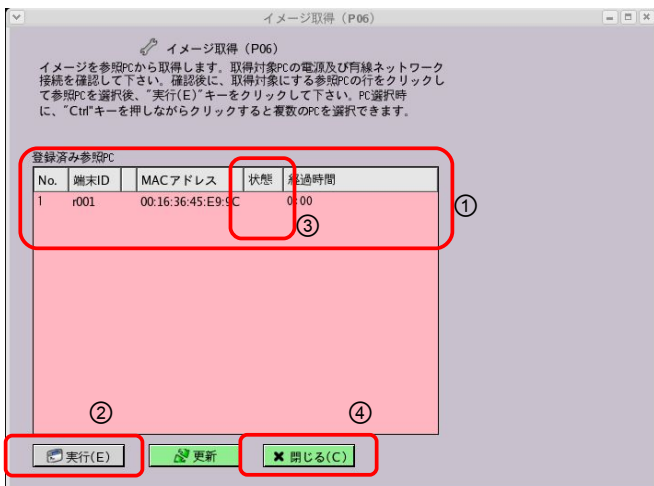 イメージ取得（P06）
イメージ取得（P06）
イメージを参照PCから取得します。取得対象PCの電源及び有線ネットワーク
接続を確認して下さい。確認後に、取得対象にする参照PCの行をクリックし
て参照PCを選択後、"実行(E)"キーをクリックして下さい。PC選択時
に、"Ctrl"キーを押しながらクリックすると複数のPCを選択できます。
登録済み参照PC
No. 端末ID MACアドレス 状態 経過時間
1 r001 00:16:36:45:E9:9C 0:00
①
③
② ④
実行(E) 更新 閉じる(C)